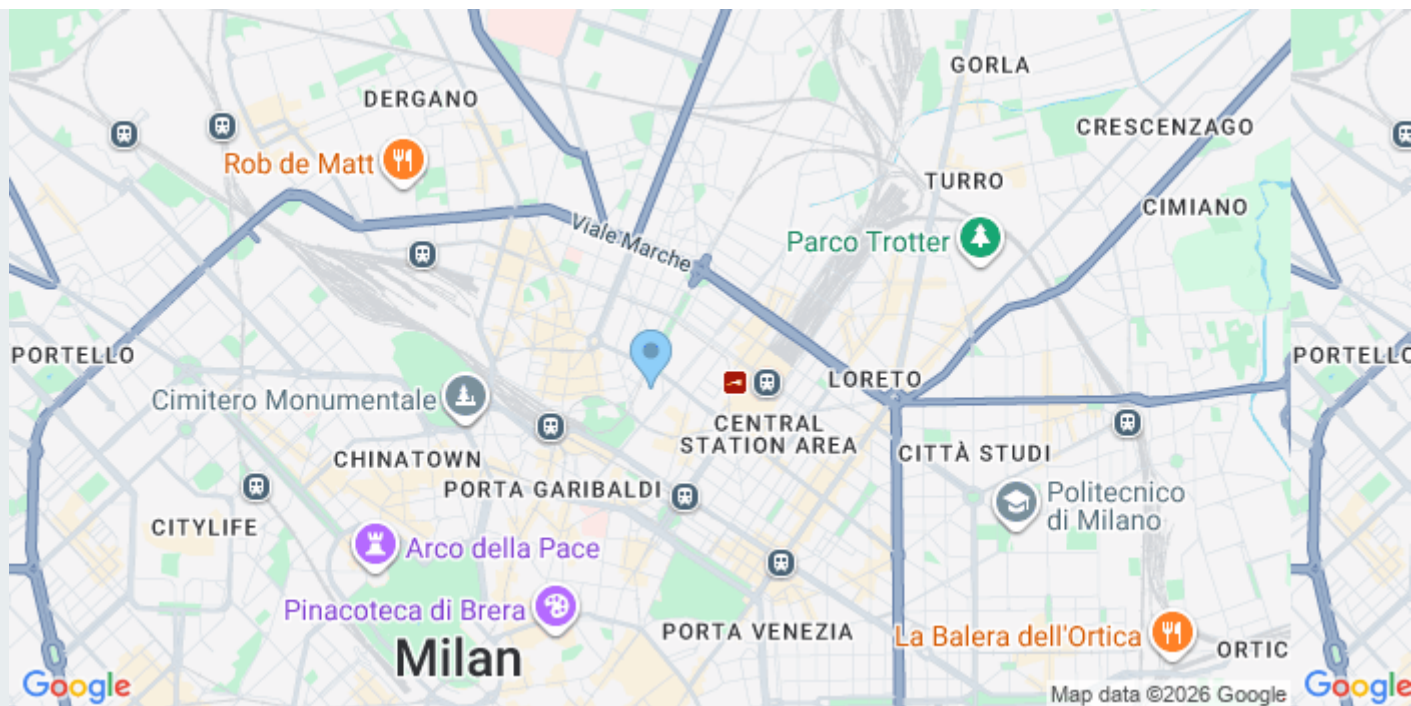 GORLA
DERGANO
CRESCENZAGO
Rob de Matt
TURRO
CIMIANO
Viale Marche
Parco Trotter
PORTELLO
PORTELLO
LORETO
Cimitero Monumentale
CENTRAL
STATION AREA
CHINATOWN
CITTÀ STUDI
PORTA GARIBALDI
Politecnico
di Milano
CITYLIFE
Arco della Pace
Pinacoteca di Brera
PORTA VENEZIA
La Balera dell'Ortica
ORTIC
Milan
Google
Map data ©2026 Google
Google